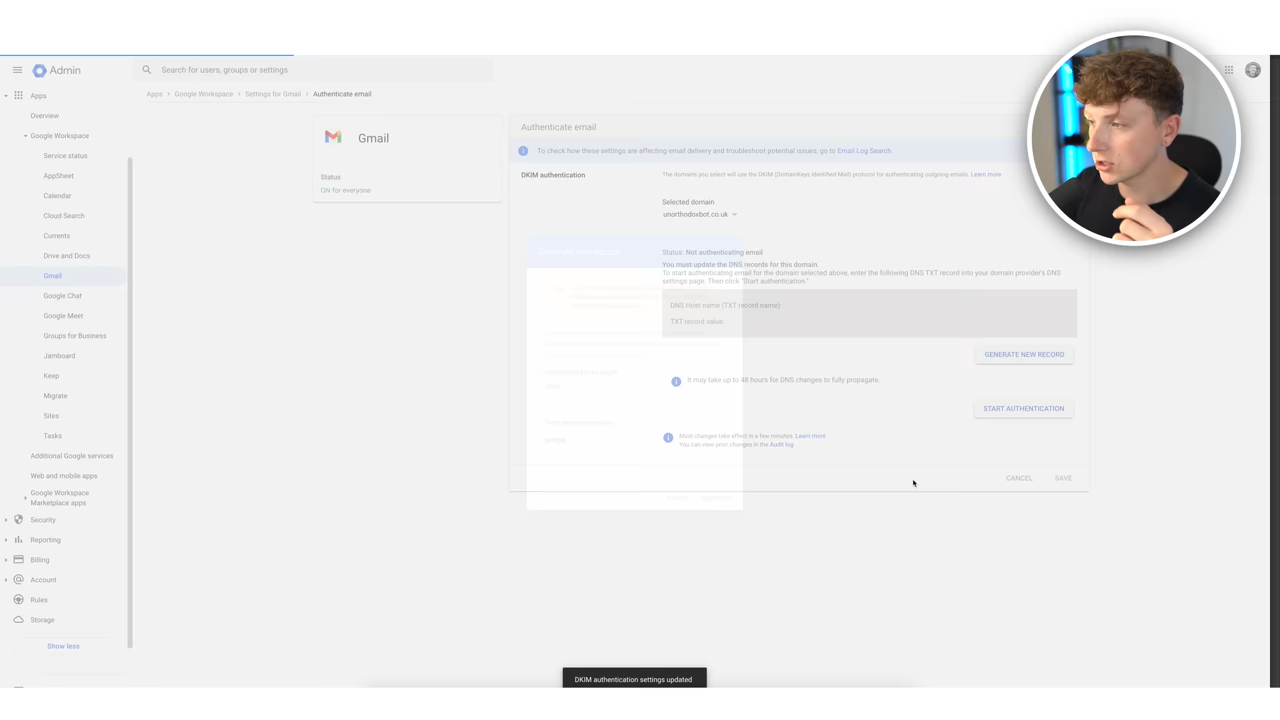 Admin
Search for users, groups or settings
Apps
Overview
Google Workspace
Service status
AppSheet
Calendar
Cloud Search
Currents
Drive and Docs
Gmail
Google Chat
Google Meet
Groups for Business
Jamboard
Keep
Migrate
Sites
Tasks
Additional Google services
Web and mobile apps
Google Workspace
Marketplace apps
Security
Reporting
Billing
Account
Rules
Storage
Show less
Apps > Google Workspace > Settings for Gmail > Authenticate email
Gmail
Status
ON for everyone
Authenticate email
To check how these settings are affecting email delivery and troubleshoot potential issues, go to Email Log Search.
DKIM authentication
The domains you select will use the DKIM (DomainKeys Identified Mail) protocol for authenticating outgoing emails. Learn more
Selected domain
unorthodoxbot.co.uk
Status: Not authenticating email
You must update the DNS records for this domain.
To start authenticating email for the domain selected above, enter the following DNS TXT record into your domain provider's DNS
settings page. Then click "Start authentication."
DNS Host name (TXT record name)
TXT record value:
GENERATE NEW RECORD
It may take up to 48 hours for DNS changes to fully propagate.
START AUTHENTICATION
Most changes take effect in a few minutes. Learn more
You can view prior changes in the Audit log
CANCEL
SAVE
DKIM authentication settings updated